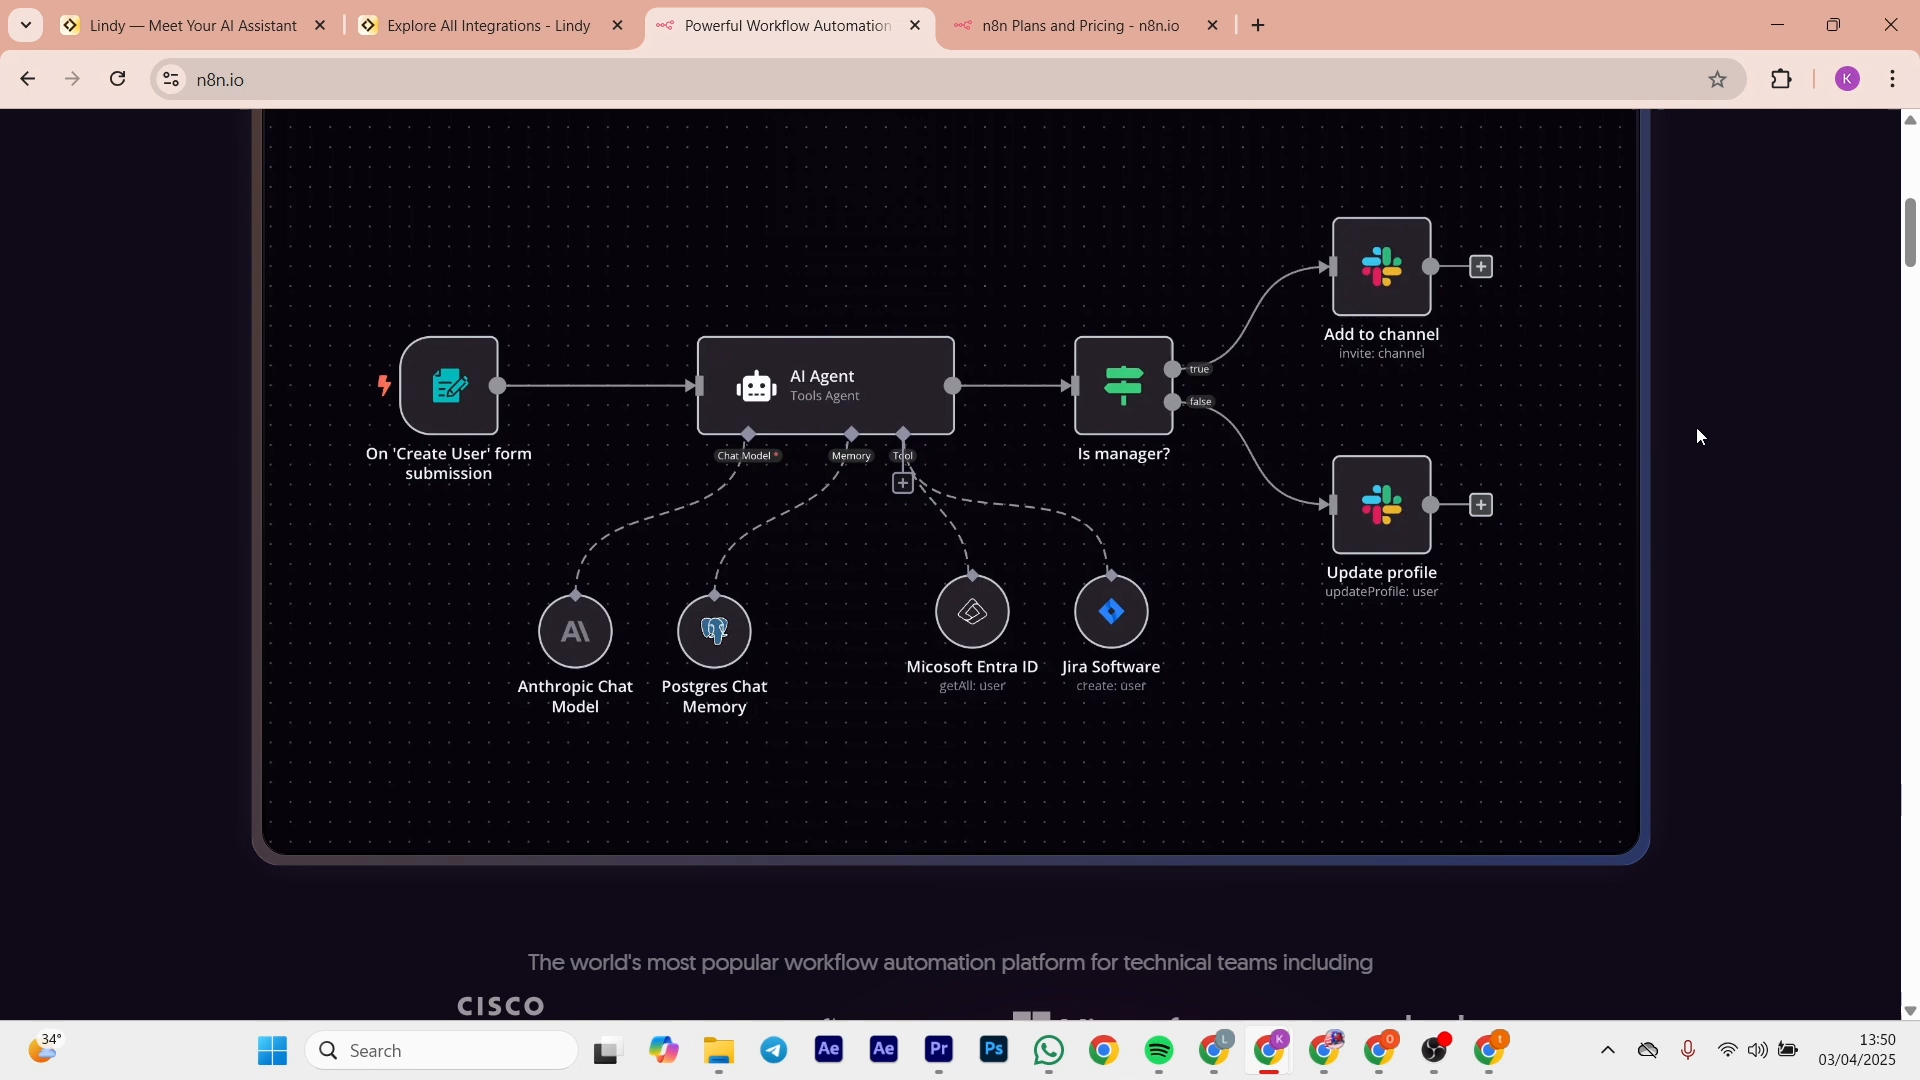 Lindy — Meet Your AI Assistant
Explore All Integrations - Lindy
Powerful Workflow Automation
n8n Plans and Pricing - n8n.io
n8n.io
K
Add to channel
invite: channel
true
false
AI Agent
Tools Agent
Chat Model *
Memory
Tool
On 'Create User' form
submission
Is manager?
Update profile
updateProfile: user
Anthropic Chat
Model
Postgres Chat
Memory
Micosoft Entra ID
getAll: user
Jira Software
create: user
The world's most popular workflow automation platform for technical teams including
CISCO
34°
Search
Ae
Ae
Pr
Ps
L
K
O
t
13:50
03/04/2025